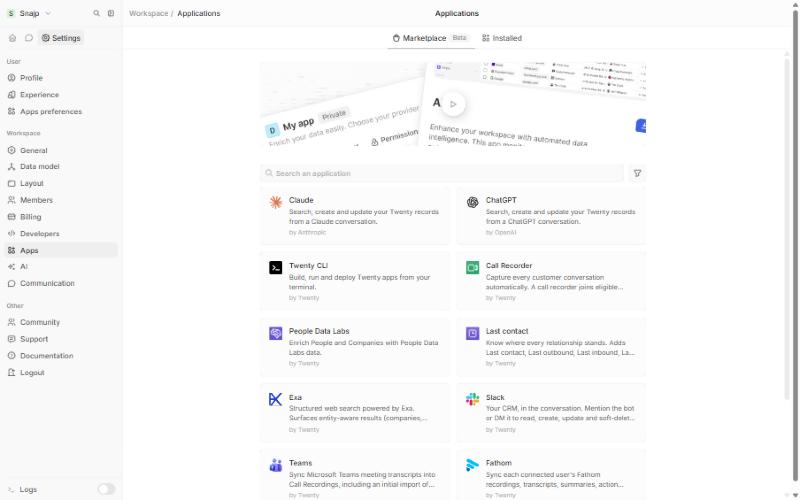 S Snajp
Workspace / Applications
Applications
Settings
Marketplace Beta
Installed
User
Profile
Experience
Apps preferences
Workspace
General
Data model
Layout
Members
Billing
Developers
Apps
AI
Communication
Other
Community
Support
Documentation
Logout
Logs
D My app Private
Enrich your data easily. Choose your provider
Permission
A
Enhance your workspace with automated data
intelligence. This app
Search an application
Claude
Search, create and update your Twenty records
from a Claude conversation.
by Anthropic
ChatGPT
Search, create and update your Twenty records
from a ChatGPT conversation.
by OpenAI
Twenty CLI
Build, run and deploy Twenty apps from your
terminal.
by Twenty
Call Recorder
Capture every customer conversation
automatically. A call recorder joins eligible...
by Twenty
People Data Labs
Enrich People and Companies with People Data
Labs data.
by Twenty
Last contact
Know where every relationship stands. Adds
Last contact, Last outbound, Last inbound, La...
by Twenty
Exa
Structured web search powered by Exa.
Surfaces entity-aware results (companies,...
by Twenty
Slack
Your CRM, in the conversation. Mention the bot
or DM it to read, create, update and soft-delet...
by Twenty
Teams
Sync Microsoft Teams meeting transcripts into
Call Recordings, including an initial import of...
Fathom
Sync each connected user's Fathom
recordings, transcripts, summaries, action...